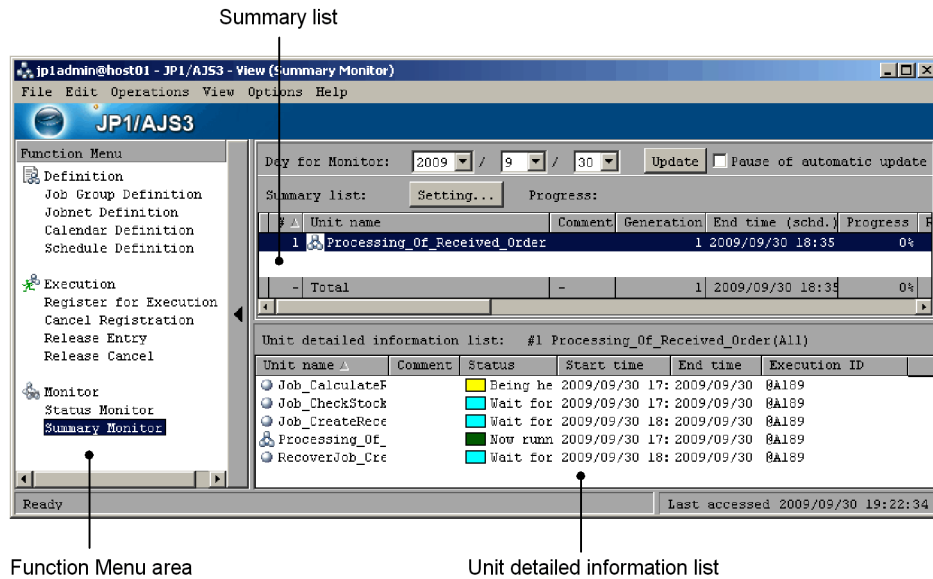 Summary list
jp1admin@host01 - JP1/AJS3 - View (Summary Monitor)
File Edit Operations View Options Help
JP1/AJS3
Function Menu
Definition
Job Group Definition
Jobnet Definition
Calendar Definition
Schedule Definition
Execution
Register for Execution
Cancel Registration
Release Entry
Release Cancel
Monitor
Status Monitor
Summary Monitor
Day for Monitor: 2009 / 9 / 30 Update Pause of automatic update
Summary list: Setting... Progress:
# Unit name Comment Generation End time (schd.) Progress
1 Processing_Of_Received_Order 1 2009/09/30 18:35 0%
- Total - 1 2009/09/30 18:35 0%
Unit detailed information list: #1 Processing_Of_Received_Order(All)
Unit name Comment Status Start time End time Execution ID
Job_CalculateF Being he 2009/09/30 17: 2009/09/30 @A189
Job_CheckStock Wait for 2009/09/30 17: 2009/09/30 @A189
Job_CreateRece Wait for 2009/09/30 18: 2009/09/30 @A189
Processing_Of_ Now runn 2009/09/30 17: 2009/09/30 @A189
RecoverJob_Cre Wait for 2009/09/30 18: 2009/09/30 @A189
Ready
Last accessed 2009/09/30 19:22:34
Function Menu area
Unit detailed information list